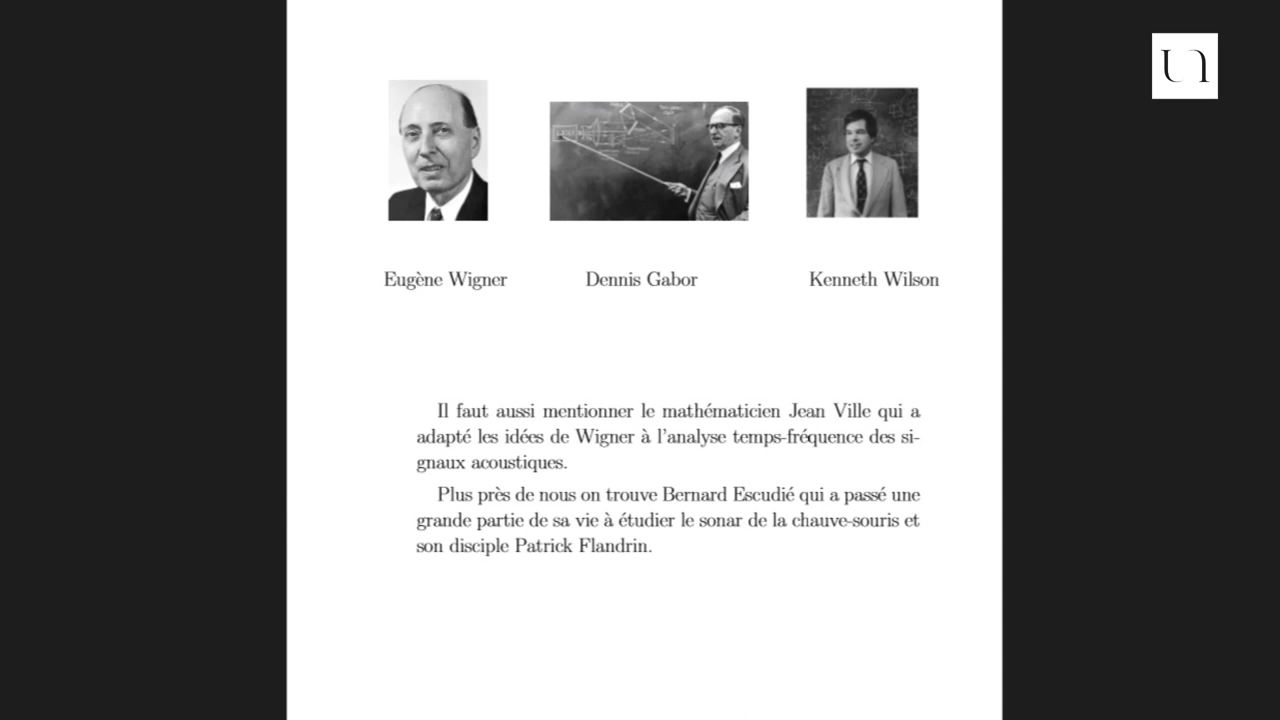 Eugène Wigner
Dennis Gabor
Kenneth Wilson
Il faut aussi mentionner le mathématicien Jean Ville qui a
adapté les idées de Wigner à l'analyse temps-fréquence des si-
gnaux acoustiques.
Plus près de nous on trouve Bernard Escudié qui a passé une
grande partie de sa vie à étudier le sonar de la chauve-souris et
son disciple Patrick Flandrin.